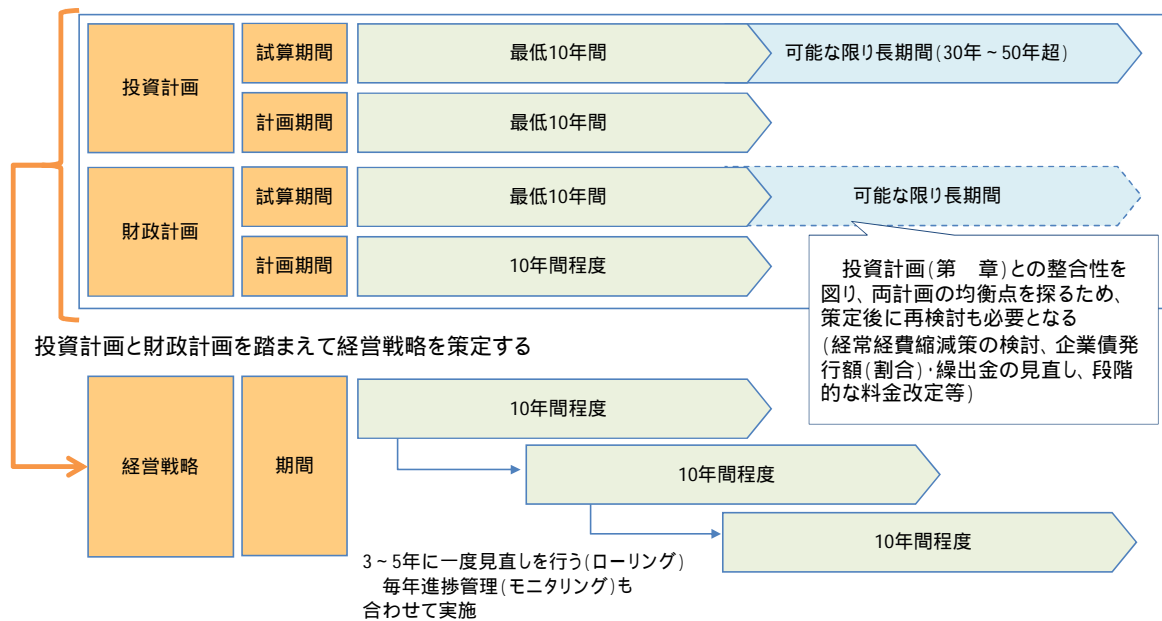 投資計画
試算期間
最低10年間
可能な限り長期間(30年~50年超)
計画期間
最低10年間
財政計画
試算期間
最低10年間
可能な限り長期間
計画期間
10年間程度
投資計画(第　章)との整合性を
図り、両計画の均衡点を探るため、
策定後に再検討も必要となる
(経常経費縮減策の検討、企業債発
行額(割合)・繰出金の見直し、段階
的な料金改定等)
投資計画と財政計画を踏まえて経営戦略を策定する
経営戦略
期間
10年間程度
10年間程度
10年間程度
3~5年に一度見直しを行う(ローリング)
毎年進捗管理(モニタリング)も
合わせて実施